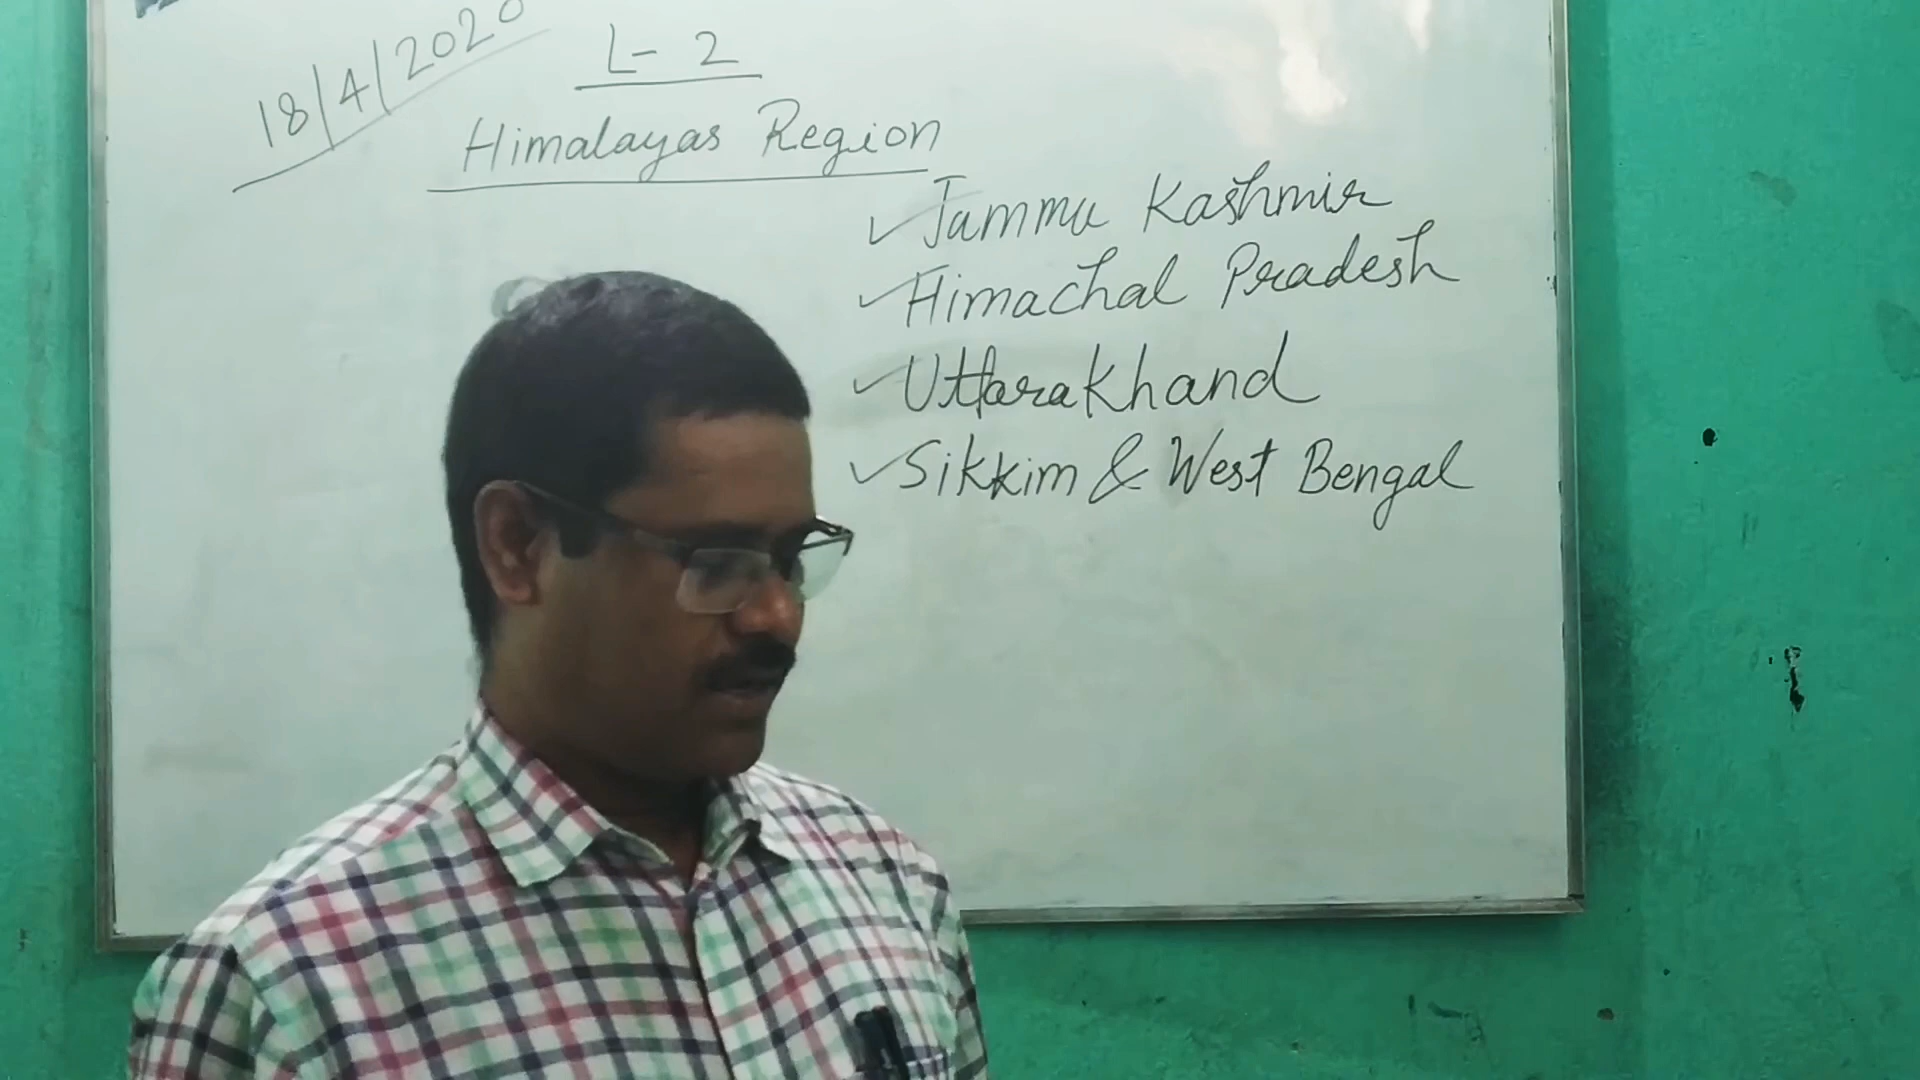 18/4/2020
L-2
Himalayas Region
Jammu Kashmir
Himachal Pradesh
Uttarakhand
Sikkim & West Bengal